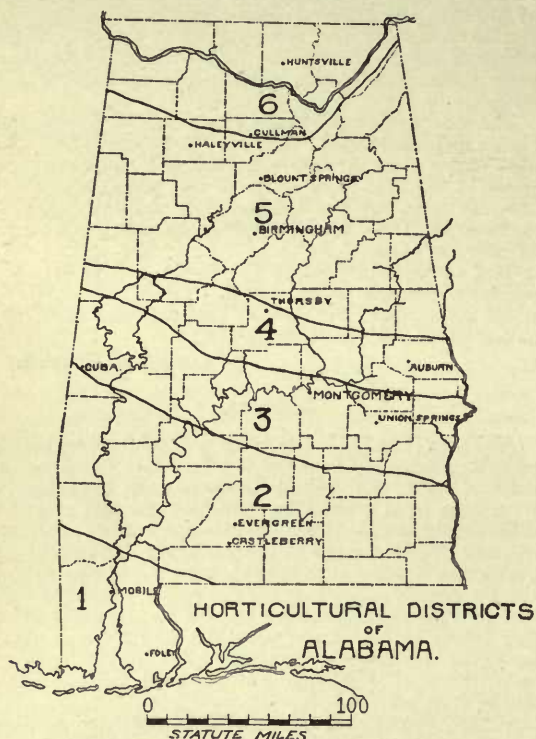 HUNTSVILLE
6
CULLMAN
HALEYVILLE
BLOUNT SPRINGS
5
BIRMINGHAM
THORSBY
4
CUBA
AUBURN
MONTGOMERY
UNION SPRINGS
3
2
EVERGREEN
CASTLEBERRY
1
MOBILE
HORTICULTURAL DISTRICTS
OF
ALABAMA.
FOLEY
0 100
STATUTE MILES